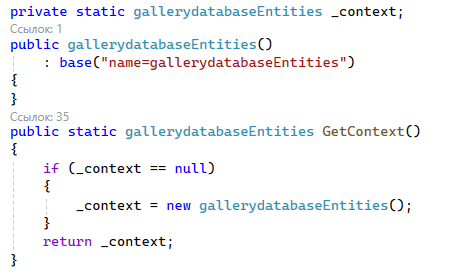 private static gallerydatabaseEntities _context;
Ссылок: 1
public gallerydatabaseEntities()
    : base("name=gallerydatabaseEntities")
{
}
Ссылок: 35
public static gallerydatabaseEntities GetContext()
{
    if (_context == null)
    {
        _context = new gallerydatabaseEntities();
    }
    return _context;
}